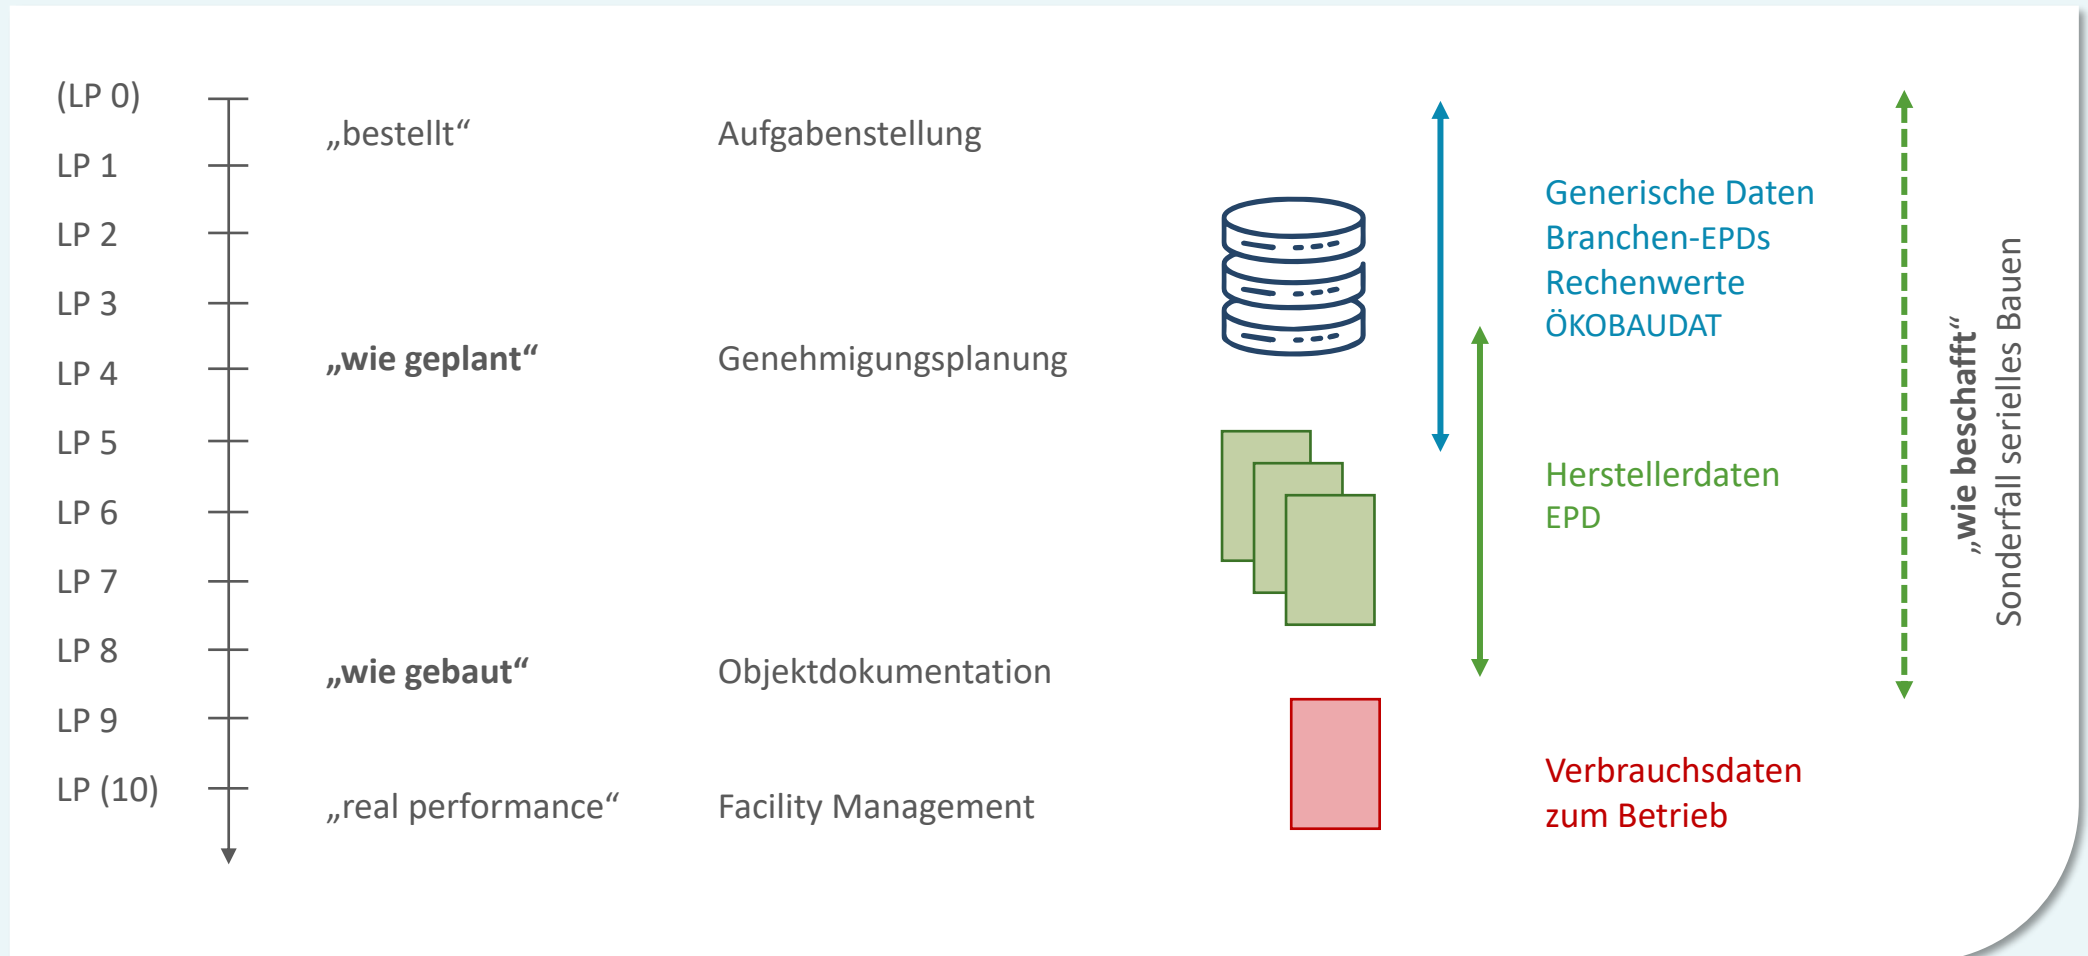 (LP 0)
„bestellt“ Aufgabenstellung
LP 1
LP 2
LP 3
„wie geplant“ Genehmigungsplanung
LP 4
LP 5
LP 6
LP 7
LP 8
„wie gebaut“ Objektdokumentation
LP 9
LP (10)
„real performance“ Facility Management
Generische Daten
Branchen-EPDs
Rechenwerte
ÖKOBAUDAT
Herstellerdaten
EPD
Verbrauchsdaten
zum Betrieb
„wie beschafft“
Sonderfall serielles Bauen